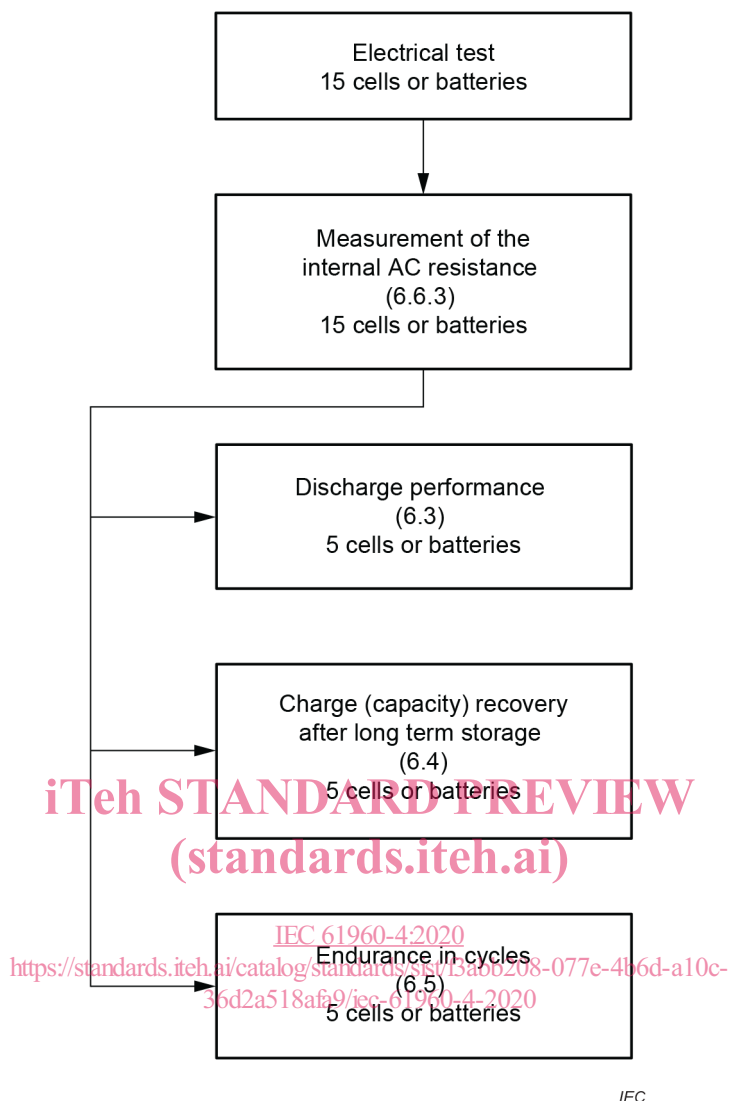 Electrical test
15 cells or batteries
Measurement of the
internal AC resistance
(6.6.3)
15 cells or batteries
Discharge performance
(6.3)
5 cells or batteries
Charge (capacity) recovery
after long term storage
(6.4)
5 cells or batteries
iTeh STANDARD PREVIEW
(standards.iteh.ai)
IEC 61960-4:2020
Endurance in cycles
https://standards.iteh.ai/catalog/standards/sist/f3abb208-077e-4b6d-a10c-
(6.5)
36d2a518afa9/iec-61960-4-2020
5 cells or batteries
IEC